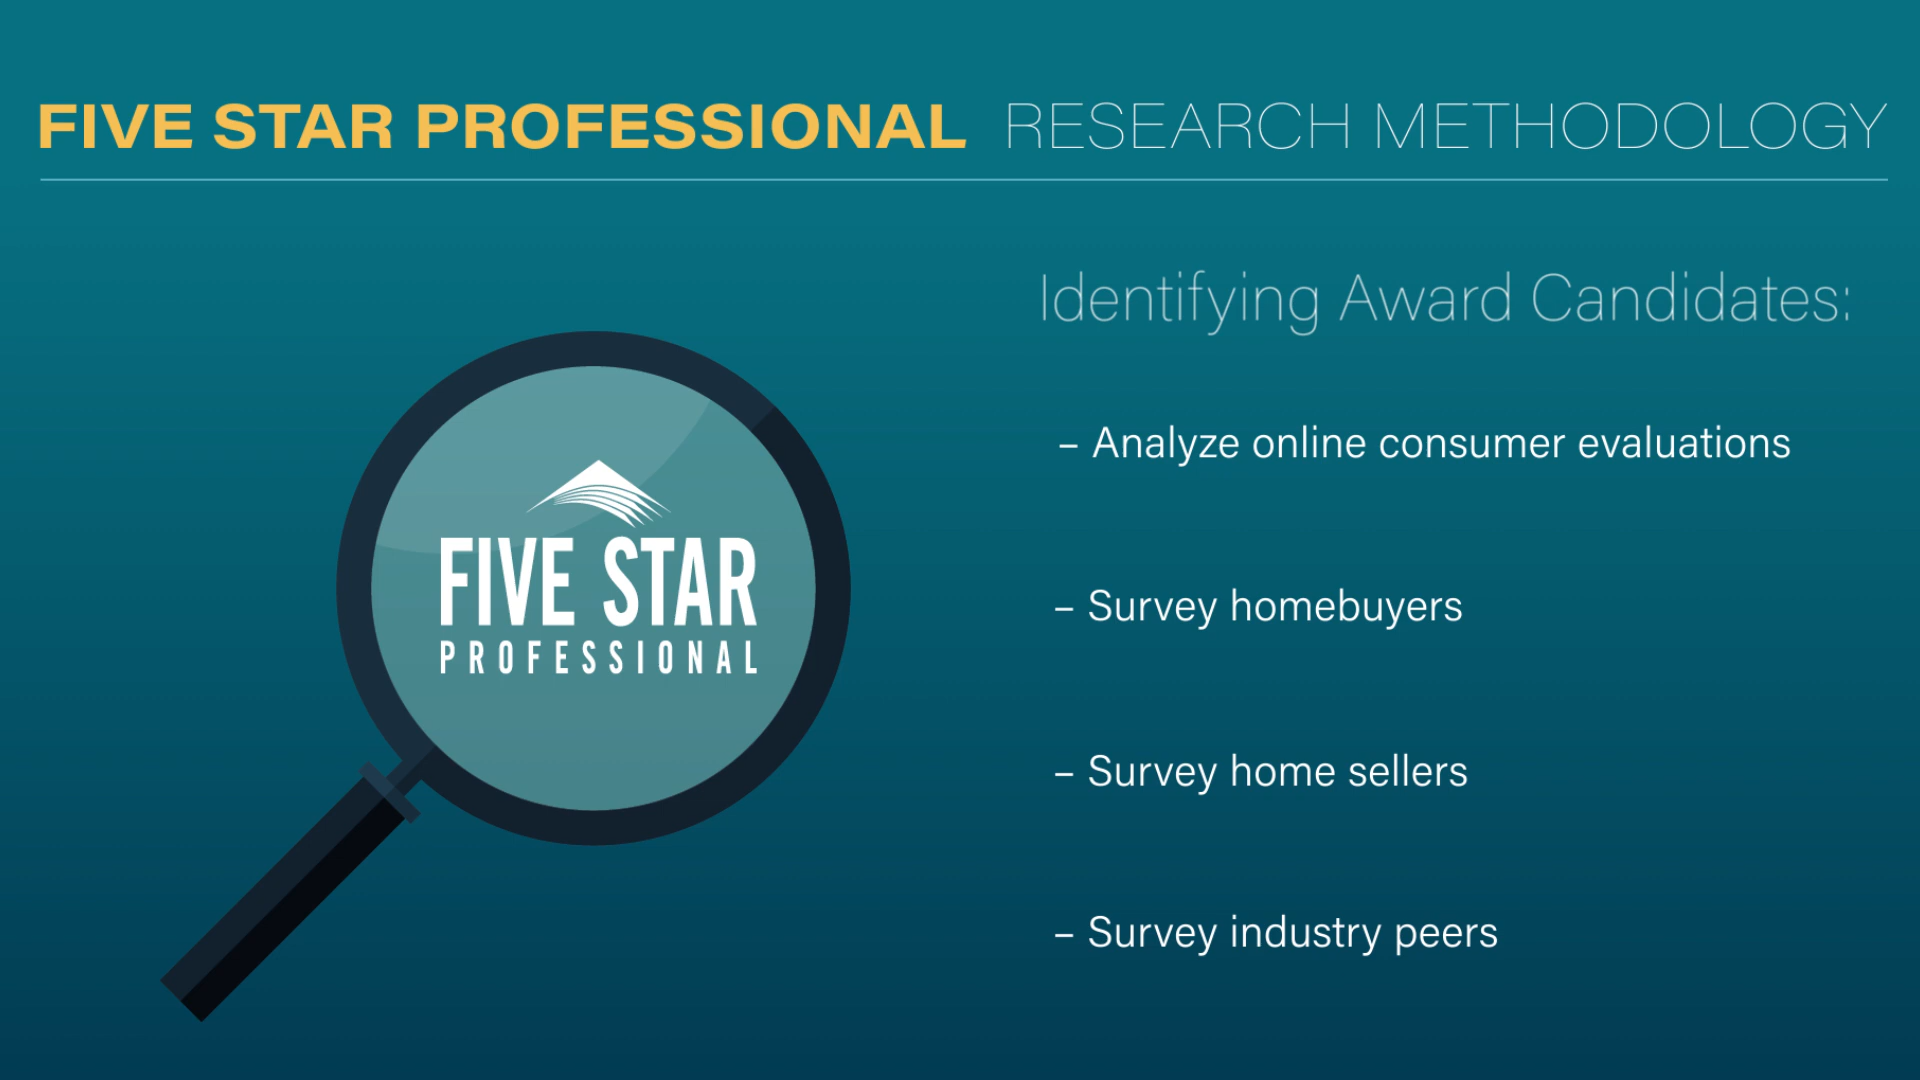 FIVE STAR PROFESSIONAL RESEARCH METHODOLOGY
Identifying Award Candidates:
– Analyze online consumer evaluations
– Survey homebuyers
– Survey home sellers
– Survey industry peers
FIVE STAR
PROFESSIONAL